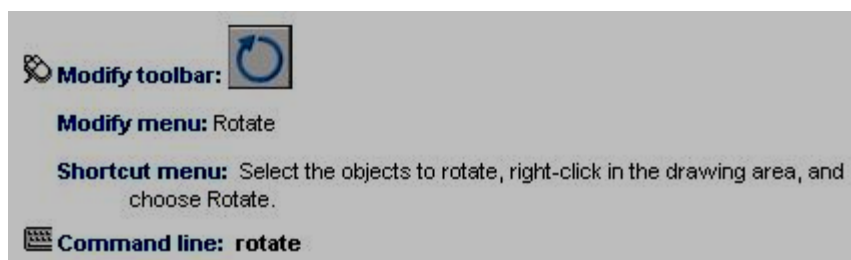 Modify toolbar:
Modify menu: Rotate
Shortcut menu: Select the objects to rotate, right-click in the drawing area, and
choose Rotate.
Command line: rotate